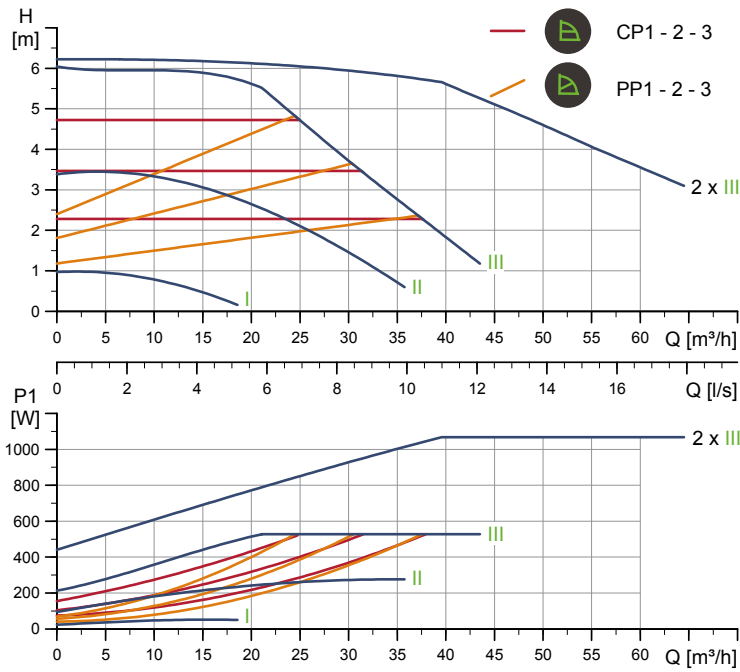 H
[m]
CP1 - 2 - 3
PP1 - 2 - 3
6
5
4
3
2
1
0
2 x III
III
II
I
0 5 10 15 20 25 30 35 40 45 50 55 60 Q [m³/h]
0 2 4 6 8 10 12 14 16 Q [l/s]
P1
[W]
1000
800
600
400
200
0
2 x III
III
II
I
0 5 10 15 20 25 30 35 40 45 50 55 60 Q [m³/h]